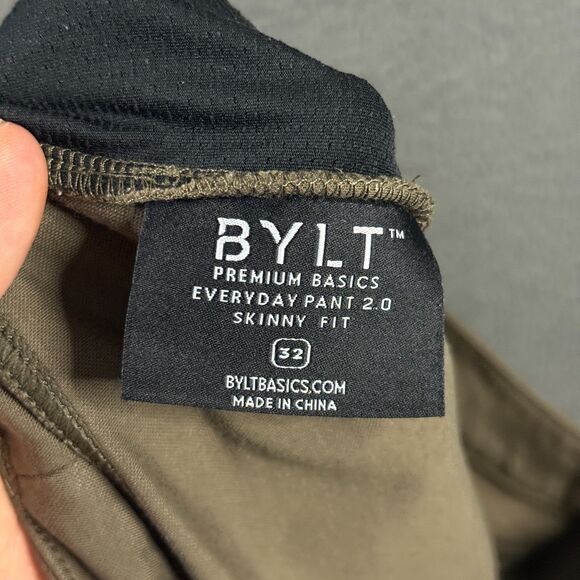 BYLT™
PREMIUM BASICS
EVERYDAY PANT 2.0
SKINNY FIT
32
BYLTBASICS.COM
MADE IN CHINA